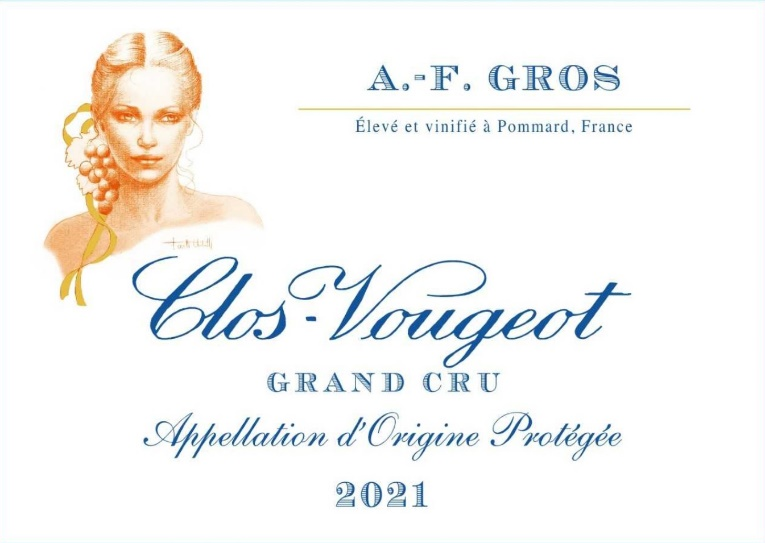 A.-F. GROS
Élevé et vinifié à Pommard, France
Clos-Vougeot
GRAND CRU
Appellation d'Origine Protégée
2021